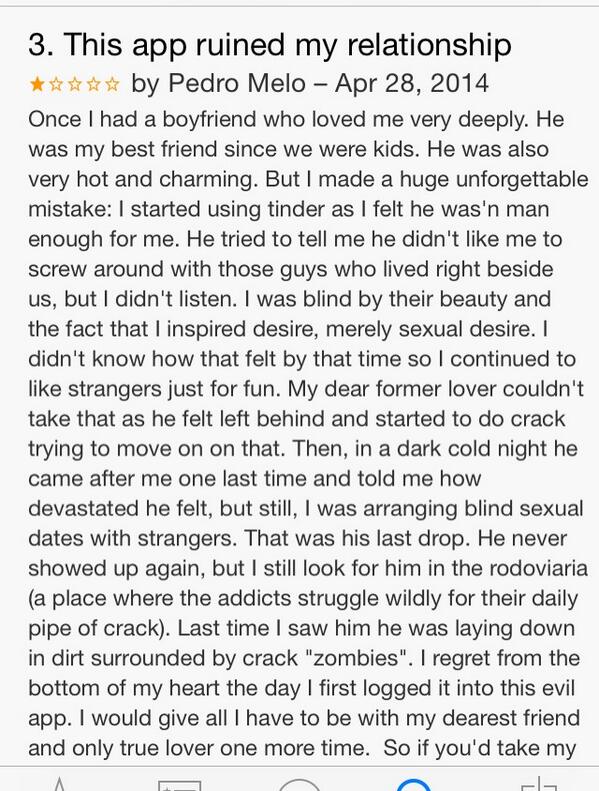 3. This app ruined my relationship
by Pedro Melo – Apr 28, 2014
Once I had a boyfriend who loved me very deeply. He
was my best friend since we were kids. He was also
very hot and charming. But I made a huge unforgettable
mistake: I started using tinder as I felt he was'n man
enough for me. He tried to tell me he didn't like me to
screw around with those guys who lived right beside
us, but I didn't listen. I was blind by their beauty and
the fact that I inspired desire, merely sexual desire. I
didn't know how that felt by that time so I continued to
like strangers just for fun. My dear former lover couldn't
take that as he felt left behind and started to do crack
trying to move on on that. Then, in a dark cold night he
came after me one last time and told me how
devastated he felt, but still, I was arranging blind sexual
dates with strangers. That was his last drop. He never
showed up again, but I still look for him in the rodoviaria
(a place where the addicts struggle wildly for their daily
pipe of crack). Last time I saw him he was laying down
in dirt surrounded by crack "zombies". I regret from the
bottom of my heart the day I first logged it into this evil
app. I would give all I have to be with my dearest friend
and only true lover one more time.  So if you'd take my